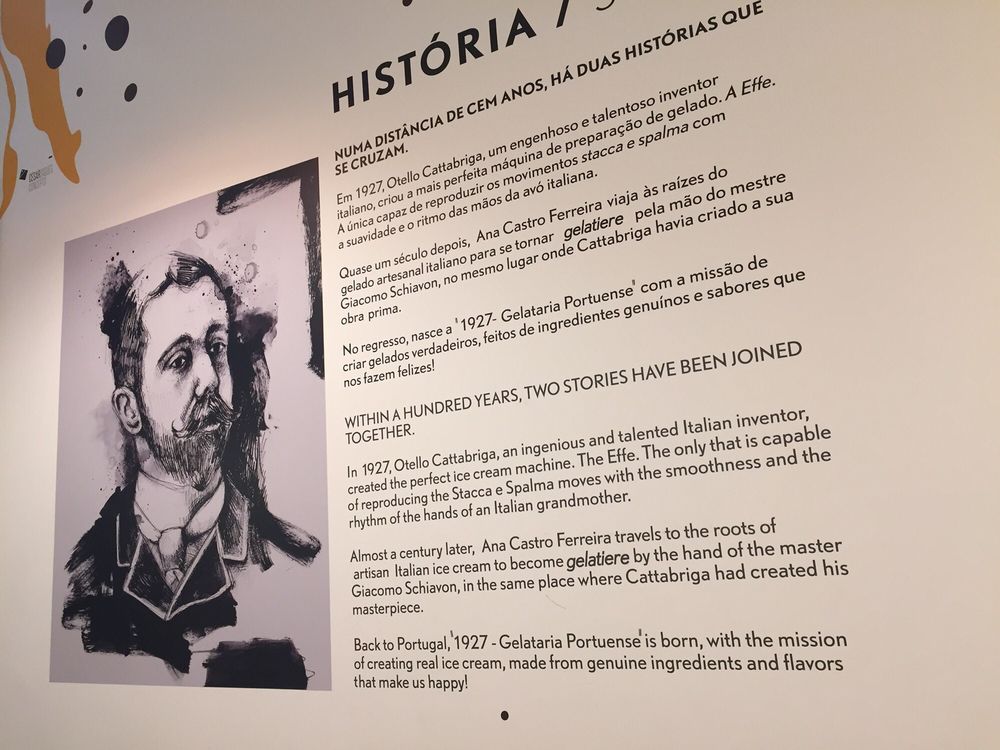 HISTÓRIA /
NUMA DISTÂNCIA DE CEM ANOS, HÁ DUAS HISTÓRIAS QUE
SE CRUZAM.
Em 1927, Otello Cattabriga, um engenhoso e talentoso inventor
italiano, criou a mais perfeita máquina de preparação de gelado. A Effe.
A única capaz de reproduzir os movimentos stacca e spalma com
a suavidade e o ritmo das mãos da avó italiana.
Quase um século depois, Ana Castro Ferreira viaja às raízes do
gelado artesanal italiano para se tornar gelatiere pela mão do mestre
Giacomo Schiavon, no mesmo lugar onde Cattabriga havia criado a sua
obra prima.
No regresso, nasce a '1927- Gelataria Portuense' com a missão de
criar gelados verdadeiros, feitos de ingredientes genuínos e sabores que
nos fazem felizes!
WITHIN A HUNDRED YEARS, TWO STORIES HAVE BEEN JOINED
TOGETHER.
In 1927, Otello Cattabriga, an ingenious and talented Italian inventor,
created the perfect ice cream machine. The Effe. The only that is capable
of reproducing the Stacca e Spalma moves with the smoothness and the
rhythm of the hands of an Italian grandmother.
Almost a century later, Ana Castro Ferreira travels to the roots of
artisan Italian ice cream to become gelatiere by the hand of the master
Giacomo Schiavon, in the same place where Cattabriga had created his
masterpiece.
Back to Portugal, '1927 - Gelataria Portuense' is born, with the mission
of creating real ice cream, made from genuine ingredients and flavors
that make us happy!